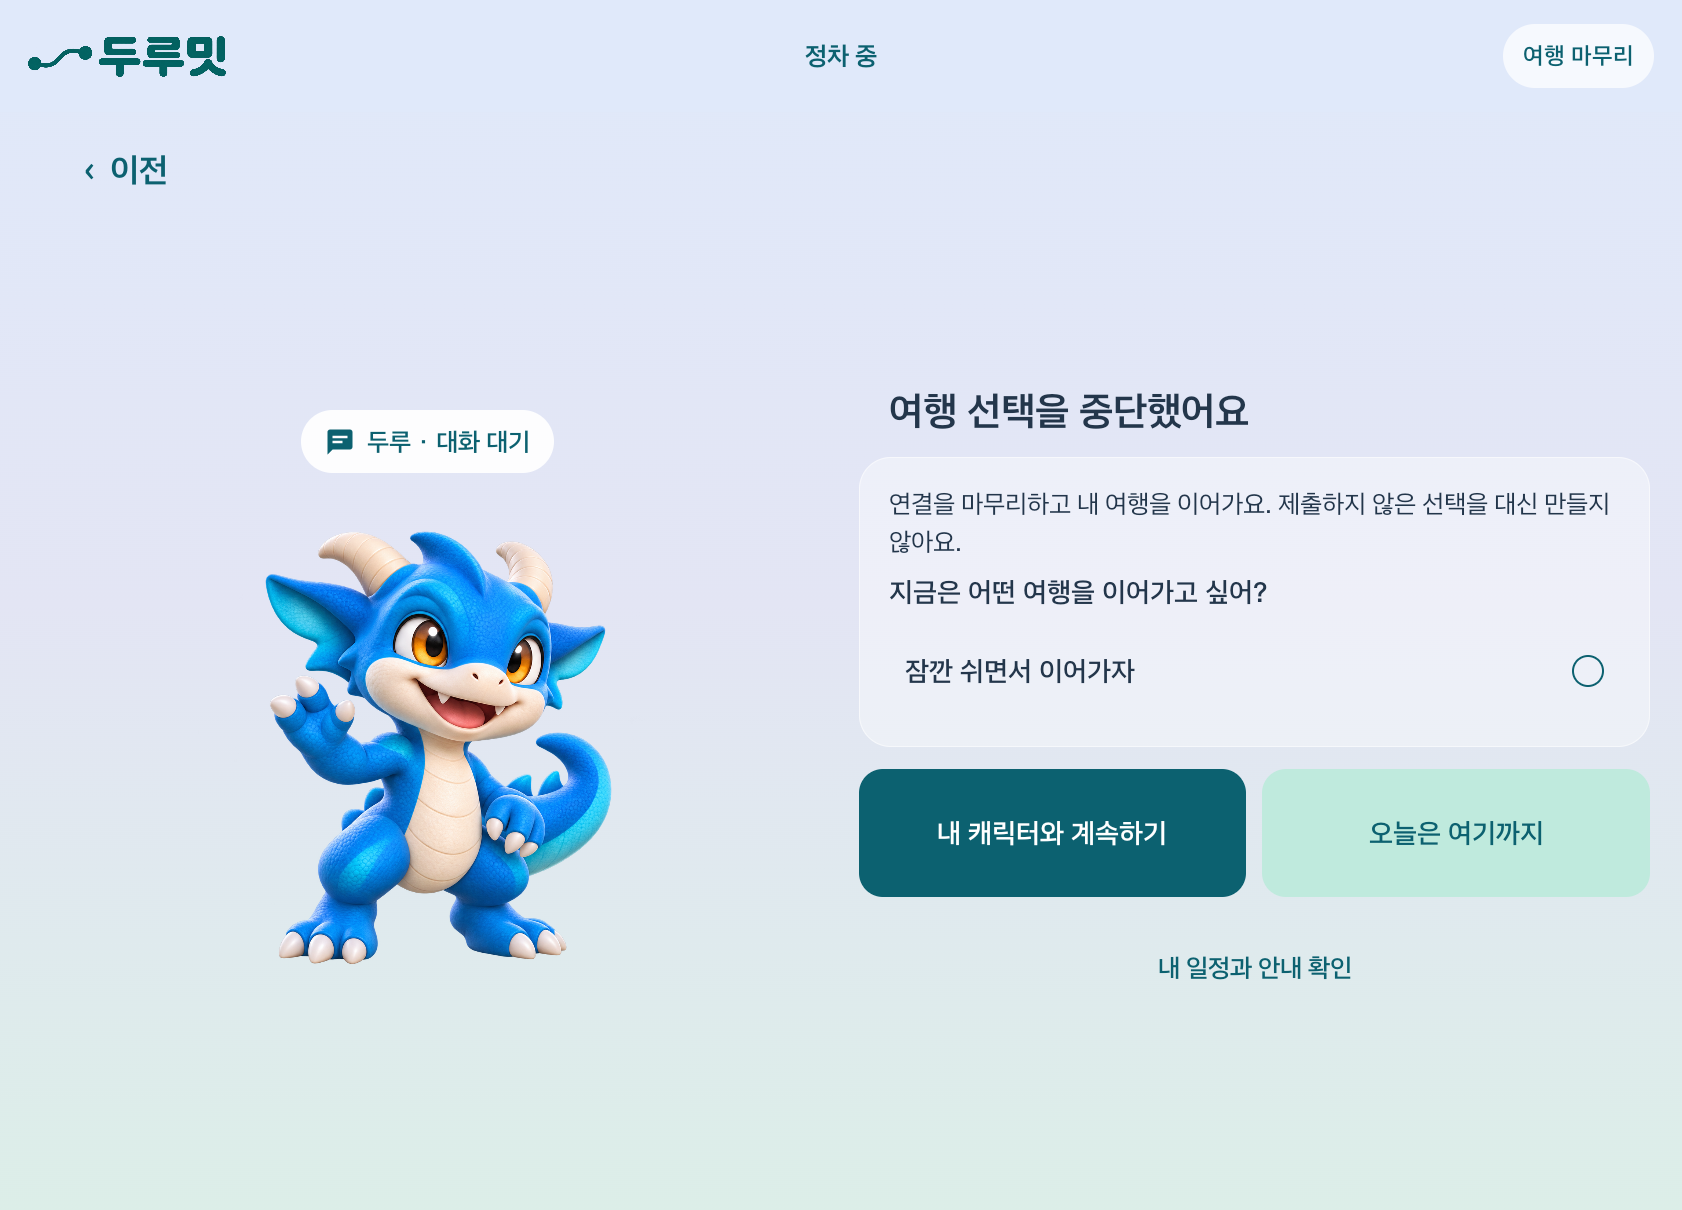 두루밋
정차 중
여행 마무리
‹ 이전
두루 · 대화 대기
여행 선택을 중단했어요
연결을 마무리하고 내 여행을 이어가요. 제출하지 않은 선택을 대신 만들지
않아요.
지금은 어떤 여행을 이어가고 싶어?
잠깐 쉬면서 이어가자
내 캐릭터와 계속하기
오늘은 여기까지
내 일정과 안내 확인